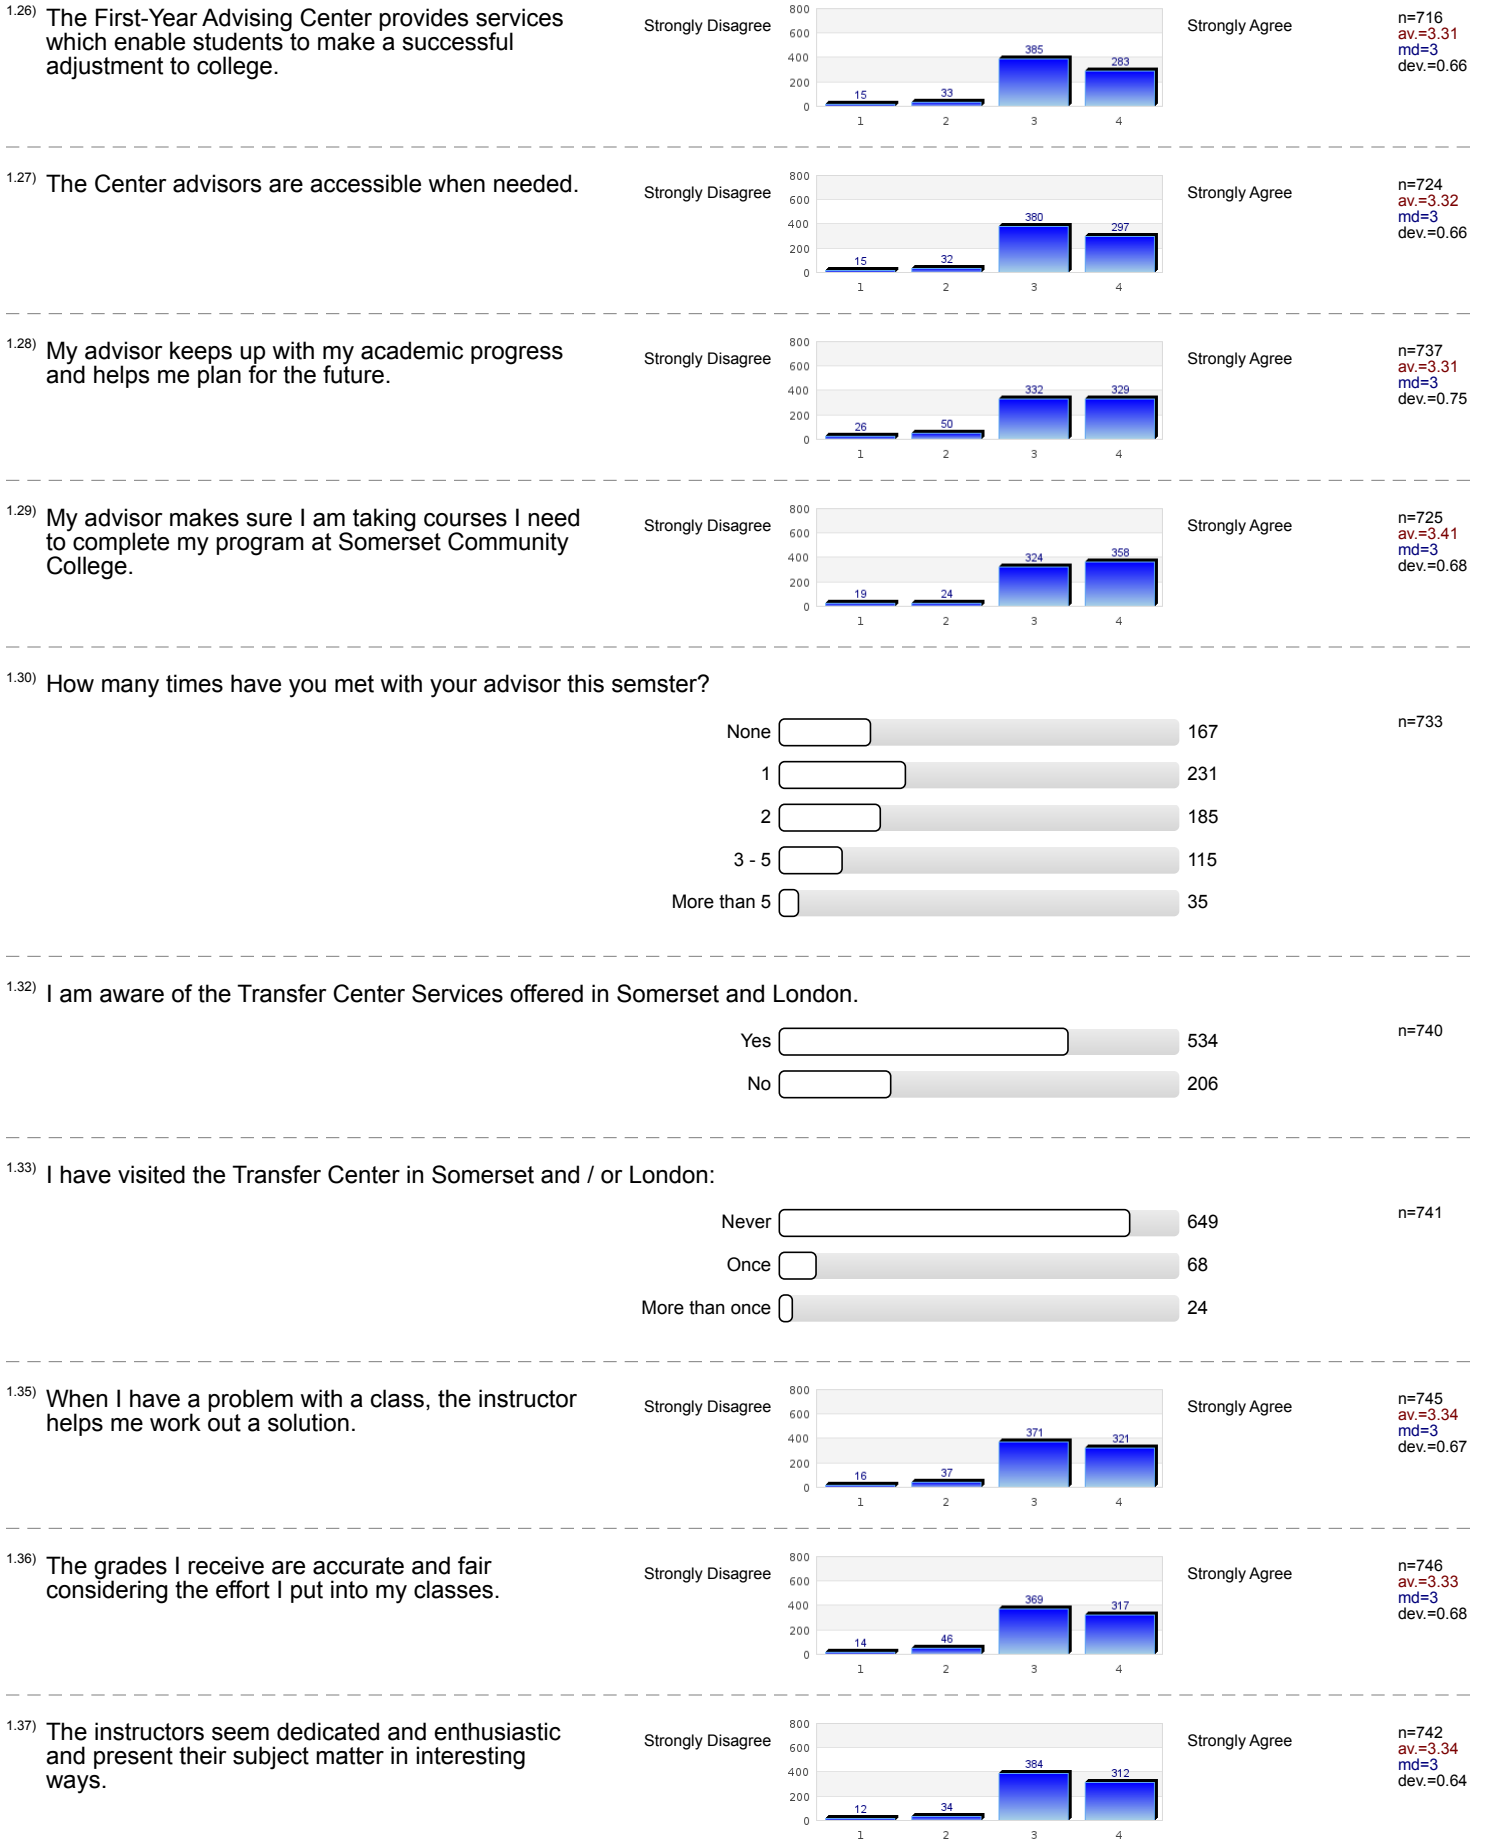 1.26) The First-Year Advising Center provides services
which enable students to make a successful
adjustment to college.
Strongly Disagree
800
600
400
200
0
15
33
385
283
1 2 3 4
Strongly Agree
n=716
av.=3.31
md=3
dev.=0.66
1.27) The Center advisors are accessible when needed.
Strongly Disagree
800
600
400
200
0
15
32
380
297
1 2 3 4
Strongly Agree
n=724
av.=3.32
md=3
dev.=0.66
1.28) My advisor keeps up with my academic progress
and helps me plan for the future.
Strongly Disagree
800
600
400
200
0
26
50
332
329
1 2 3 4
Strongly Agree
n=737
av.=3.31
md=3
dev.=0.75
1.29) My advisor makes sure I am taking courses I need
to complete my program at Somerset Community
College.
Strongly Disagree
800
600
400
200
0
19
24
324
358
1 2 3 4
Strongly Agree
n=725
av.=3.41
md=3
dev.=0.68
1.30) How many times have you met with your advisor this semster?
None 167
n=733
1 231
2 185
3 - 5 115
More than 5 35
1.32) I am aware of the Transfer Center Services offered in Somerset and London.
Yes 534
n=740
No 206
1.33) I have visited the Transfer Center in Somerset and / or London:
Never 649
n=741
Once 68
More than once 24
1.35) When I have a problem with a class, the instructor
helps me work out a solution.
Strongly Disagree
800
600
400
200
0
16
37
371
321
1 2 3 4
Strongly Agree
n=745
av.=3.34
md=3
dev.=0.67
1.36) The grades I receive are accurate and fair
considering the effort I put into my classes.
Strongly Disagree
800
600
400
200
0
14
46
369
317
1 2 3 4
Strongly Agree
n=746
av.=3.33
md=3
dev.=0.68
1.37) The instructors seem dedicated and enthusiastic
and present their subject matter in interesting
ways.
Strongly Disagree
800
600
400
200
0
12
34
384
312
1 2 3 4
Strongly Agree
n=742
av.=3.34
md=3
dev.=0.64